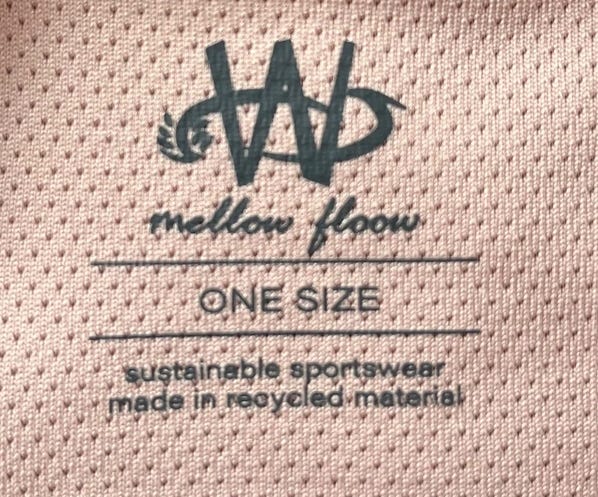 W
mellow floow
ONE SIZE
sustainable sportswear
made in recycled material